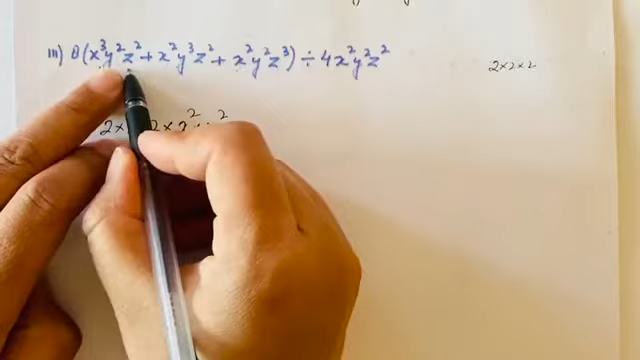 iii) 8(x³y²z² + x²y³z² + x²y²z³) ÷ 4x²y²z²
2×2×2